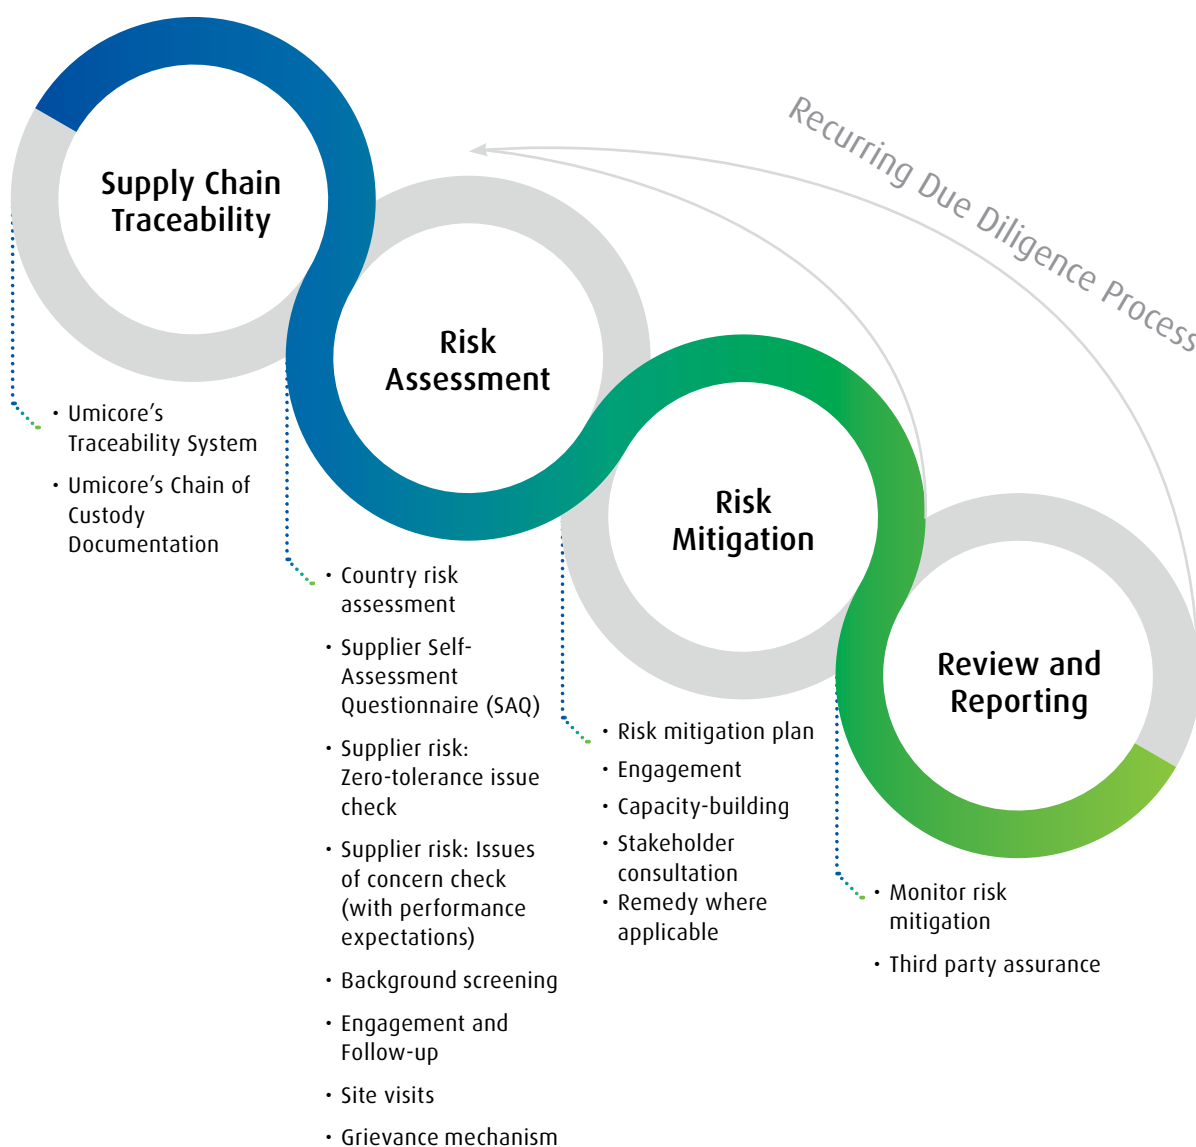 Recurring Due Diligence Process
Supply Chain
Traceability
Risk
Assessment
Risk
Mitigation
Review and
Reporting
• Umicore's
Traceability System
• Umicore's Chain of
Custody
Documentation
• Country risk
assessment
• Supplier Self-
Assessment
Questionnaire (SAQ)
• Supplier risk:
Zero-tolerance issue
check
• Supplier risk: Issues
of concern check
(with performance
expectations)
• Background screening
• Engagement and
Follow-up
• Site visits
• Grievance mechanism
• Risk mitigation plan
• Engagement
• Capacity-building
• Stakeholder
consultation
• Remedy where
applicable
• Monitor risk
mitigation
• Third party assurance